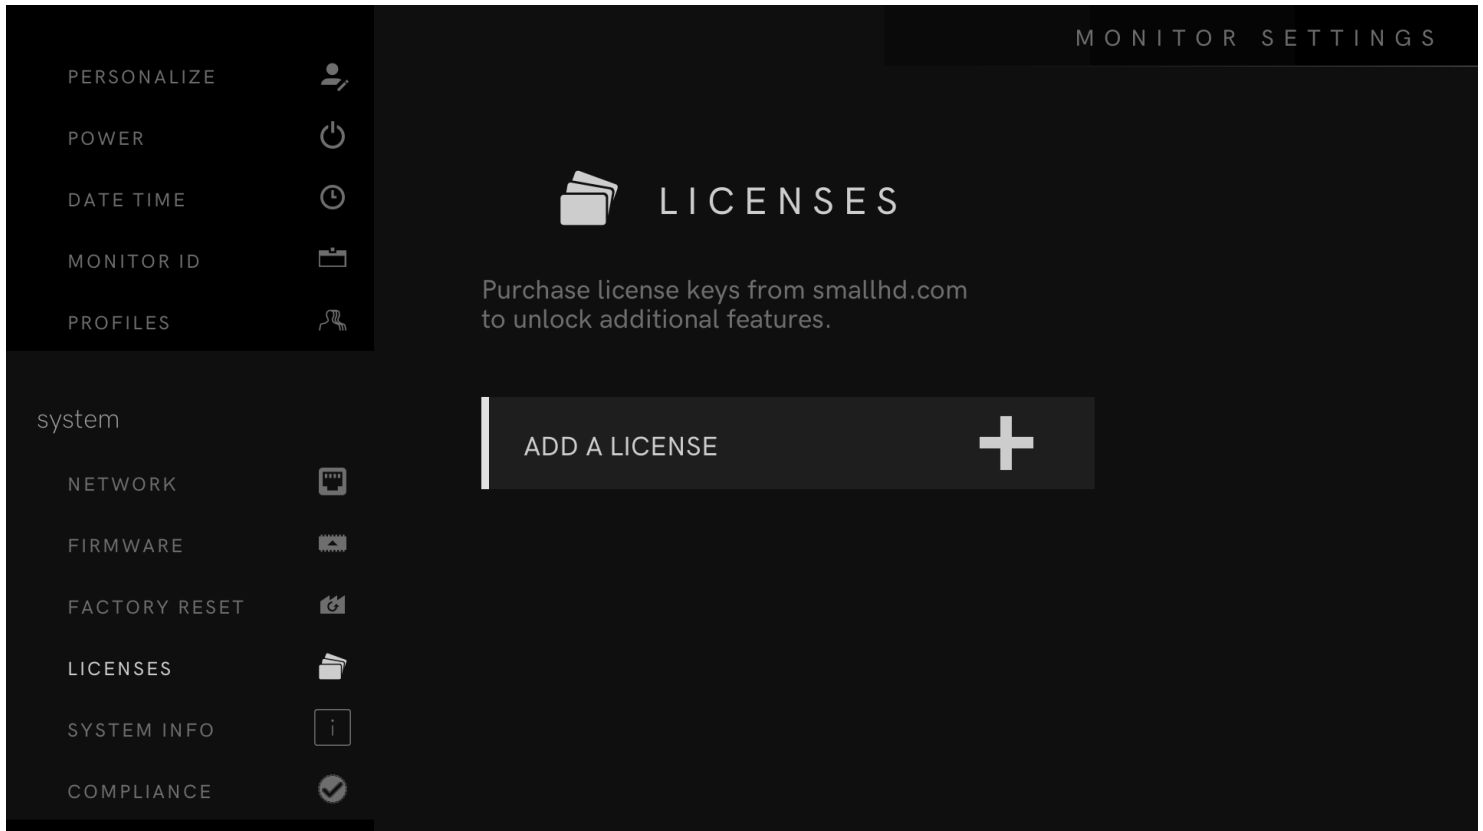 MONITOR SETTINGS
PERSONALIZE
POWER
DATE TIME
MONITOR ID
PROFILES
system
NETWORK
FIRMWARE
FACTORY RESET
LICENSES
SYSTEM INFO
i
COMPLIANCE
LICENSES
Purchase license keys from smallhd.com
to unlock additional features.
ADD A LICENSE